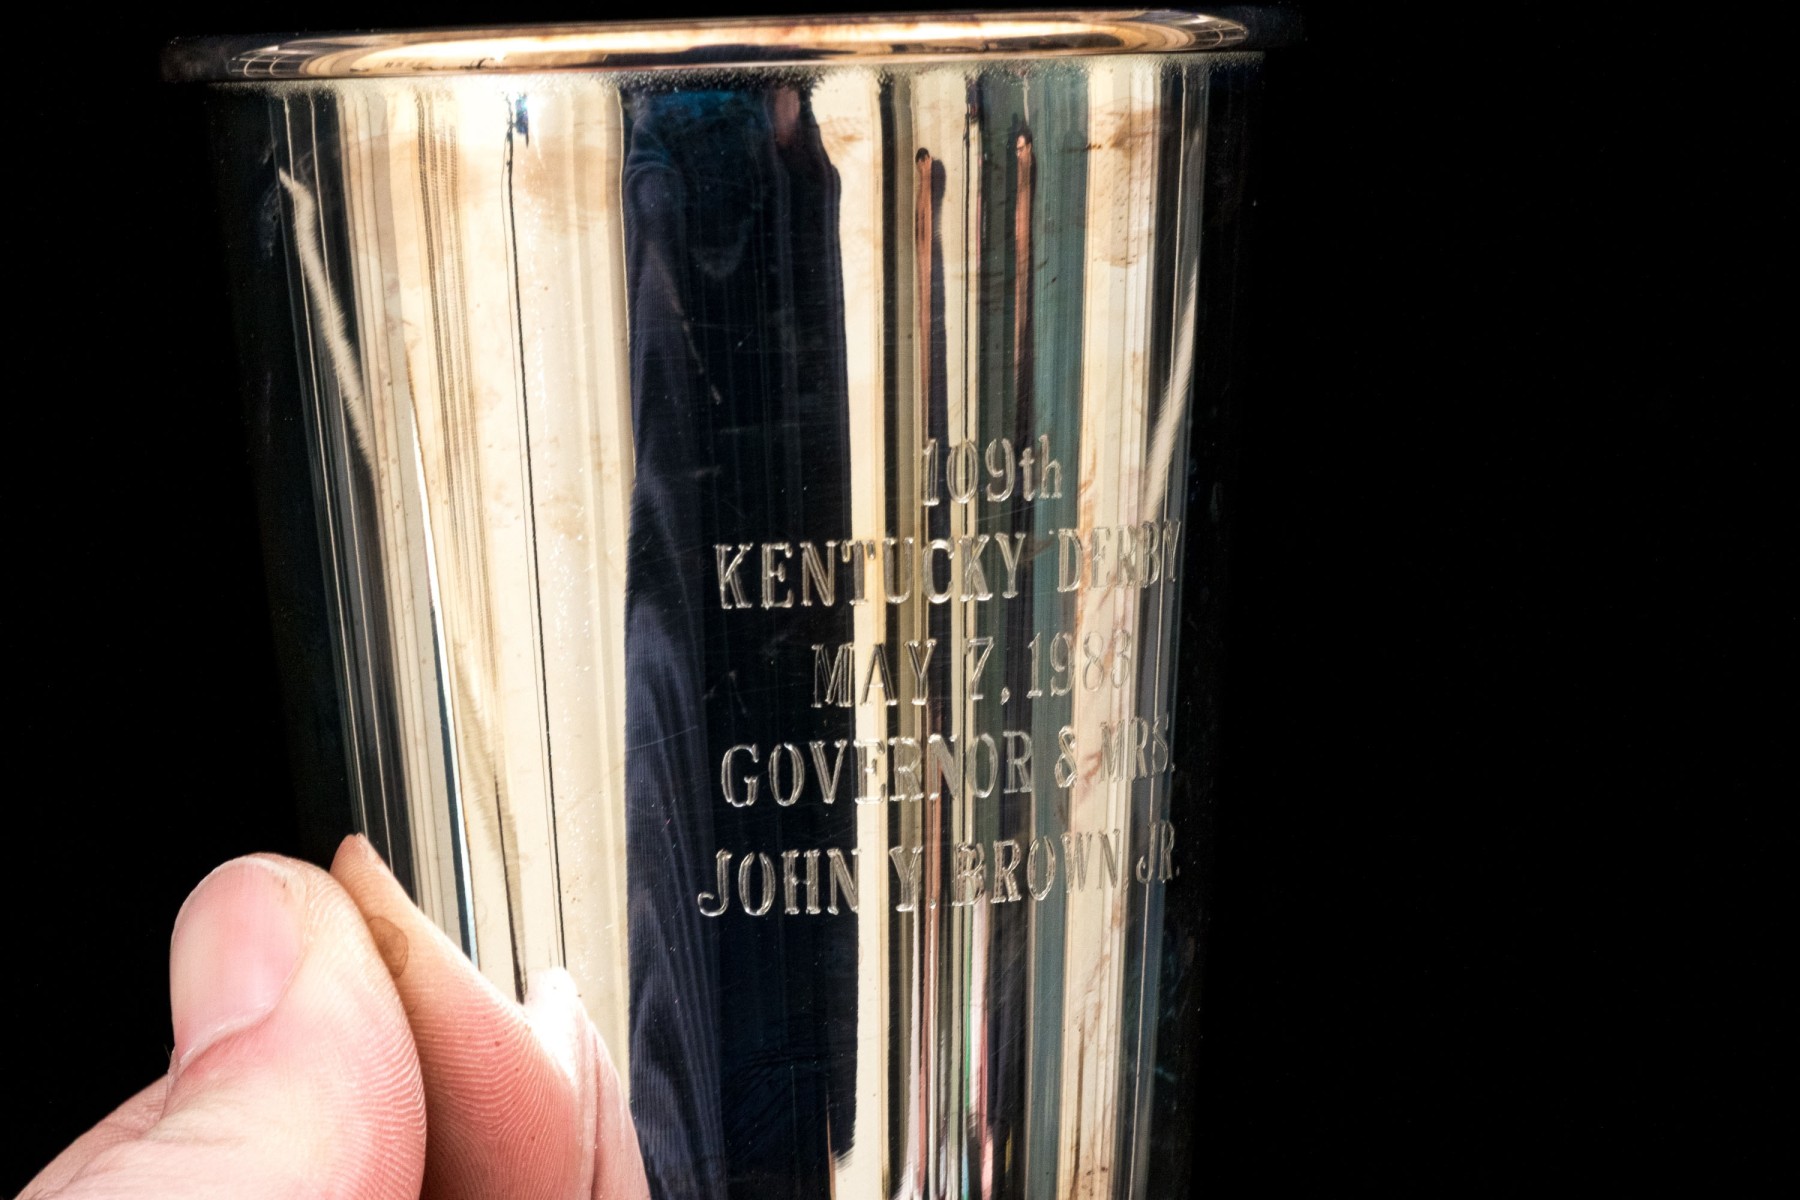 109th
KENTUCKY DERBY
MAY 7, 1983
GOVERNOR & MRS.
JOHN Y. BROWN JR.